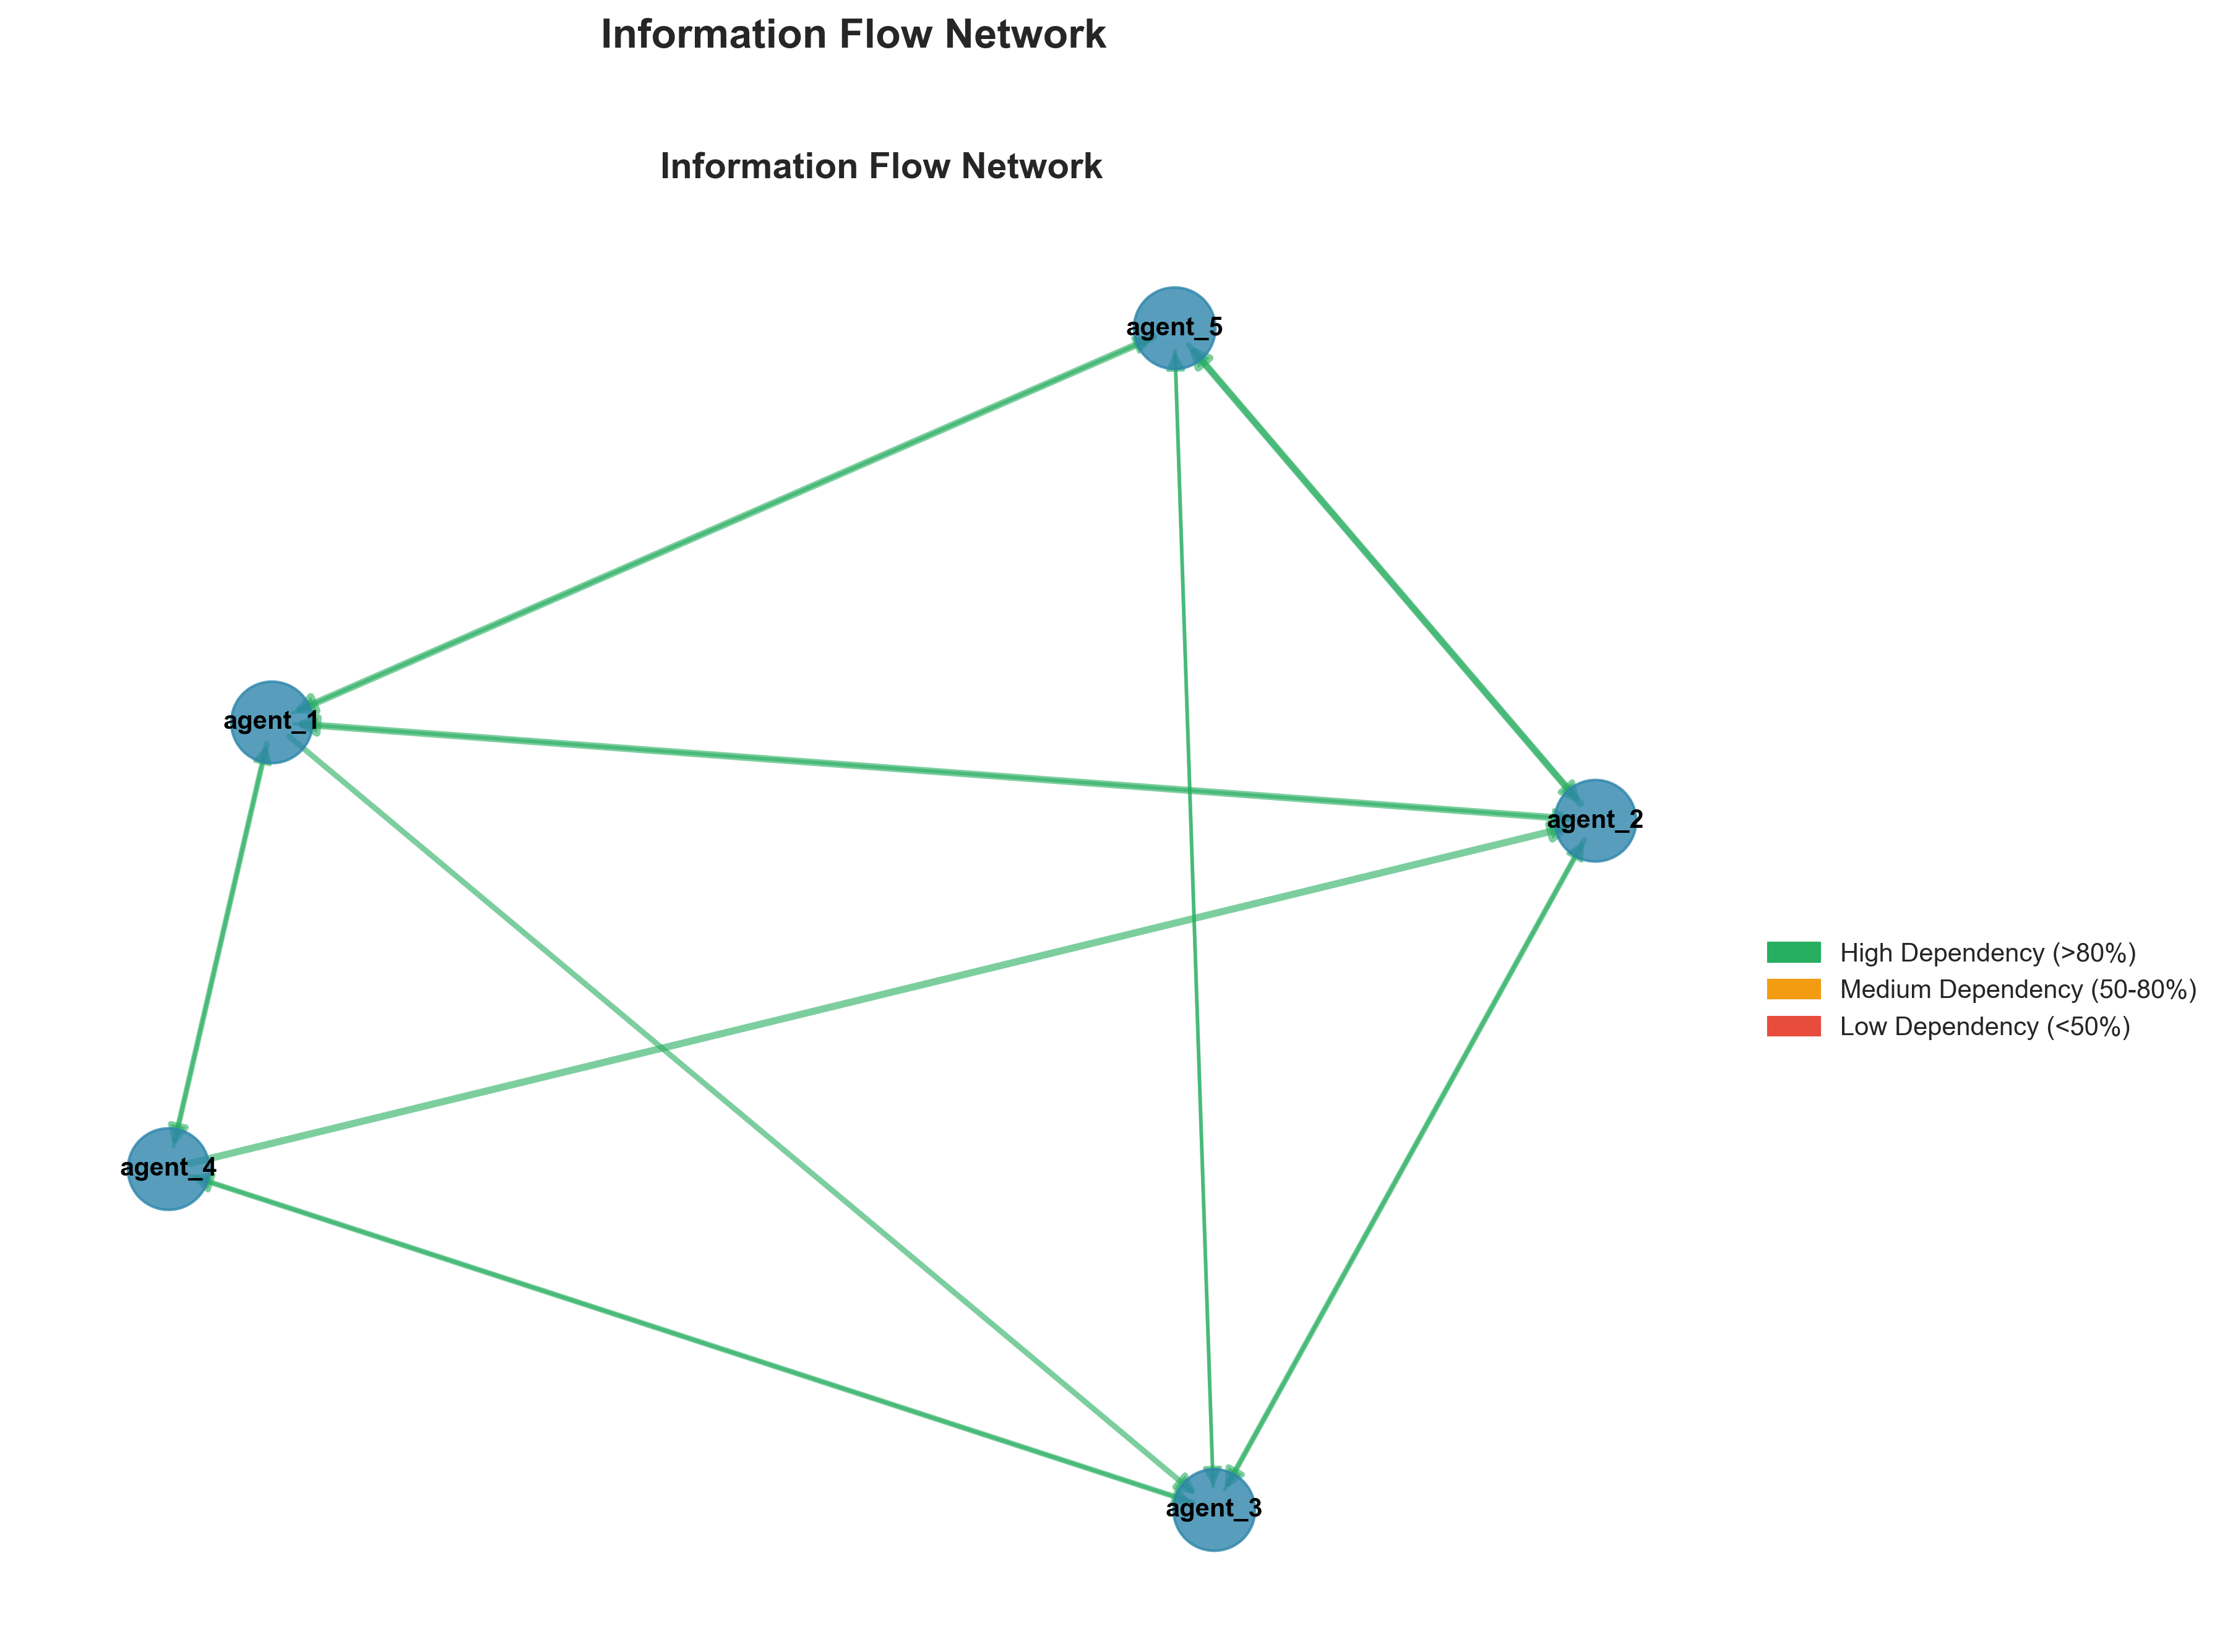 Information Flow Network
Information Flow Network
agent_5
agent_1
agent_2
High Dependency (>80%)
Medium Dependency (50-80%)
Low Dependency (<50%)
agent_4
agent_3